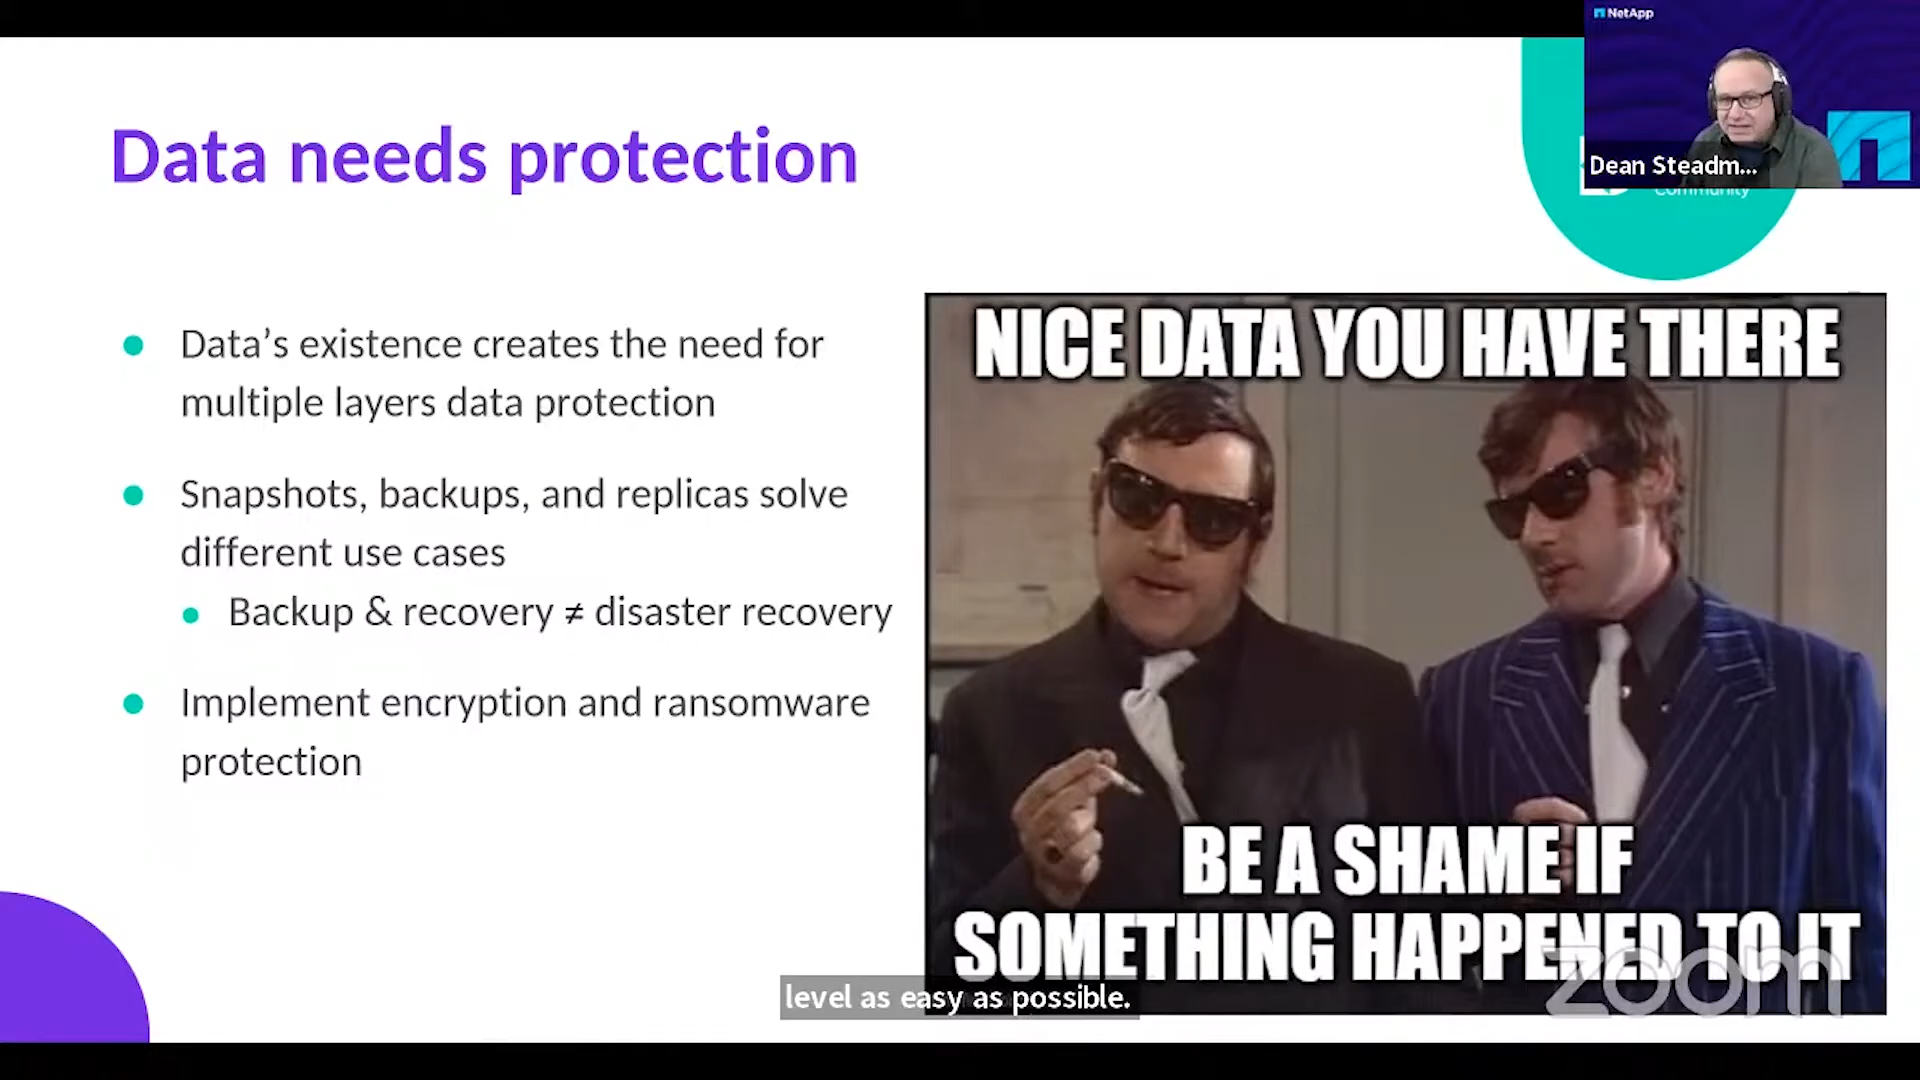 NetApp
Dean Steadm...
Community
Data needs protection
Data’s existence creates the need for
multiple layers data protection
Snapshots, backups, and replicas solve
different use cases
Backup & recovery ≠ disaster recovery
Implement encryption and ransomware
protection
NICE DATA YOU HAVE THERE
BE A SHAME IF
SOMETHING HAPPENED TO IT
level as easy as possible.
zoom